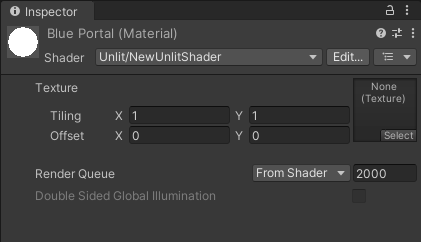 Inspector
Blue Portal (Material)
Shader Unlit/NewUnlitShader Edit...
Texture
None
(Texture)
Tiling X 1 Y 1
Offset X 0 Y 0
Select
Render Queue From Shader 2000
Double Sided Global Illumination